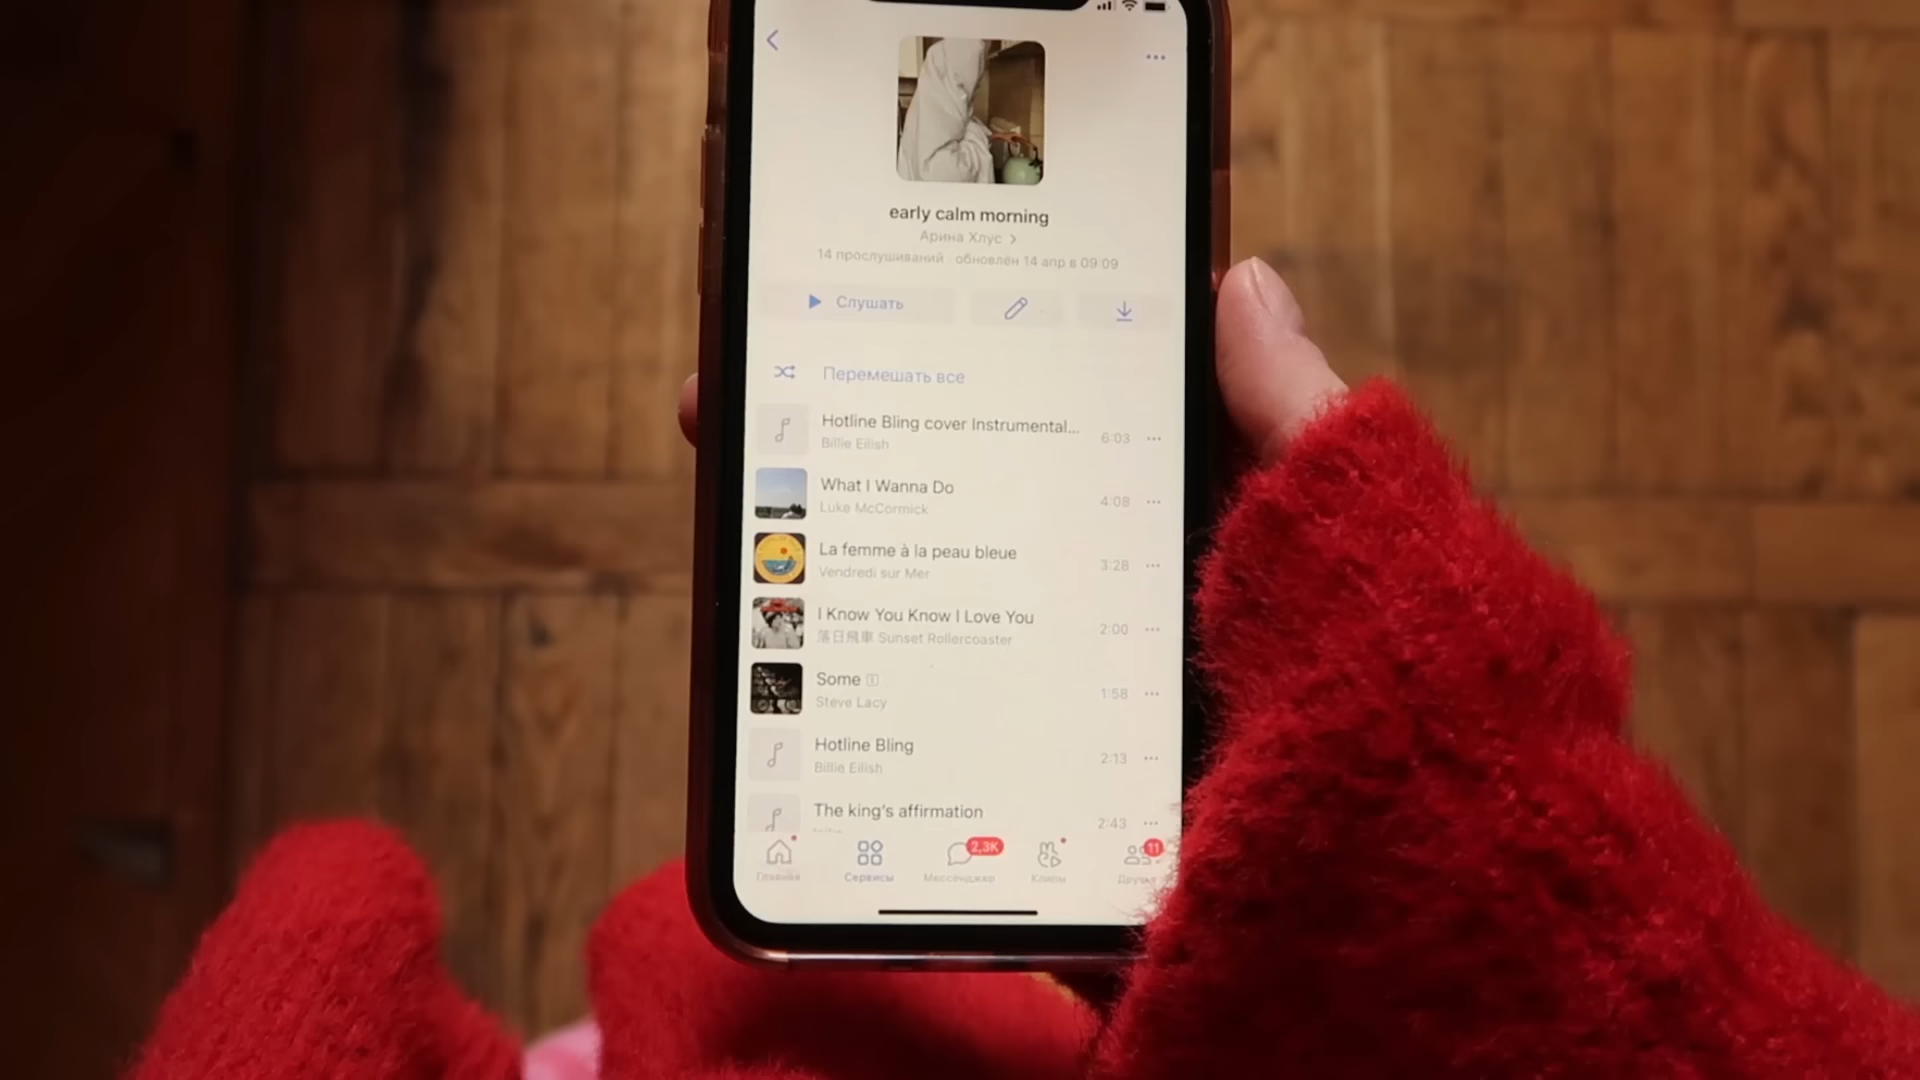 early calm morning
Арина Хлус
14 прослушиваний · обновлён 14 апр в 09:09
Слушать
Перемешать все
Hotline Bling cover Instrumental...
6:03
Billie Eilish
What I Wanna Do
4:08
Luke McCormick
La femme à la peau bleue
3:28
Vendredi sur Mer
I Know You Know I Love You
2:00
落日飛車 Sunset Rollercoaster
Some
1:58
Steve Lacy
Hotline Bling
2:13
Billie Eilish
The king's affirmation
2:43
2,3K
11
Главная Сервисы Мессенджер Клипы Друзья